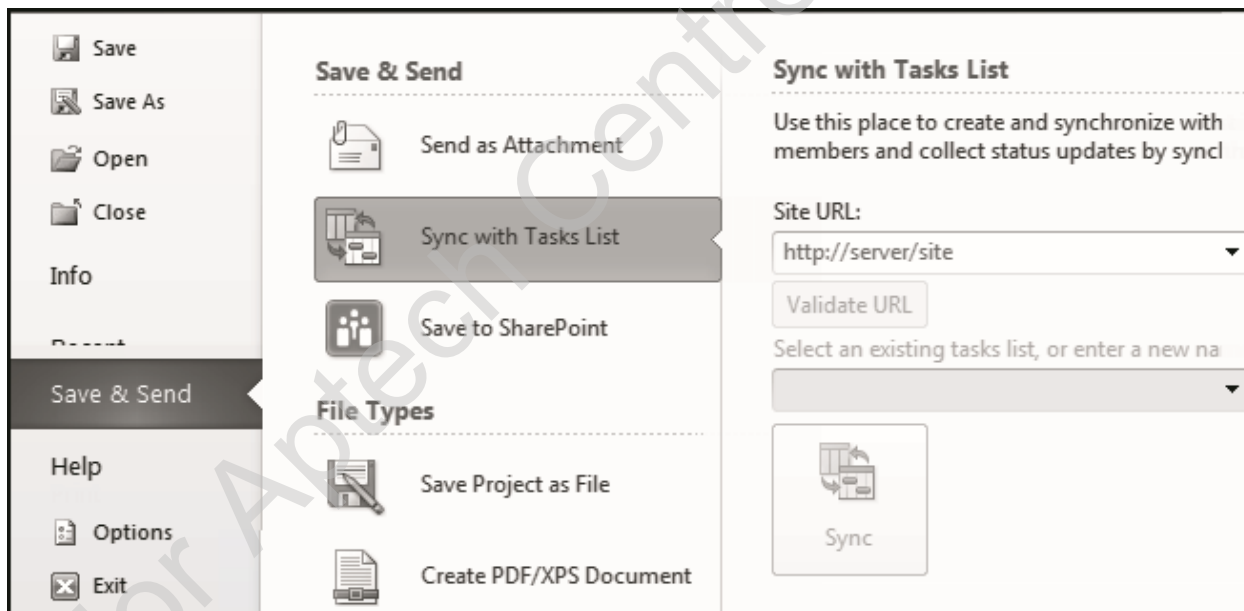 Save
Save As
Open
Close
Info
Save & Send
Help
Options
Exit
Save & Send
Send as Attachment
Sync with Tasks List
Save to SharePoint
File Types
Save Project as File
Create PDF/XPS Document
Sync with Tasks List
Use this place to create and synchronize with
members and collect status updates by
Site URL:
http://server/site
Validate URL
Select an existing tasks list, or enter a new
Sync
or Aptech Centr